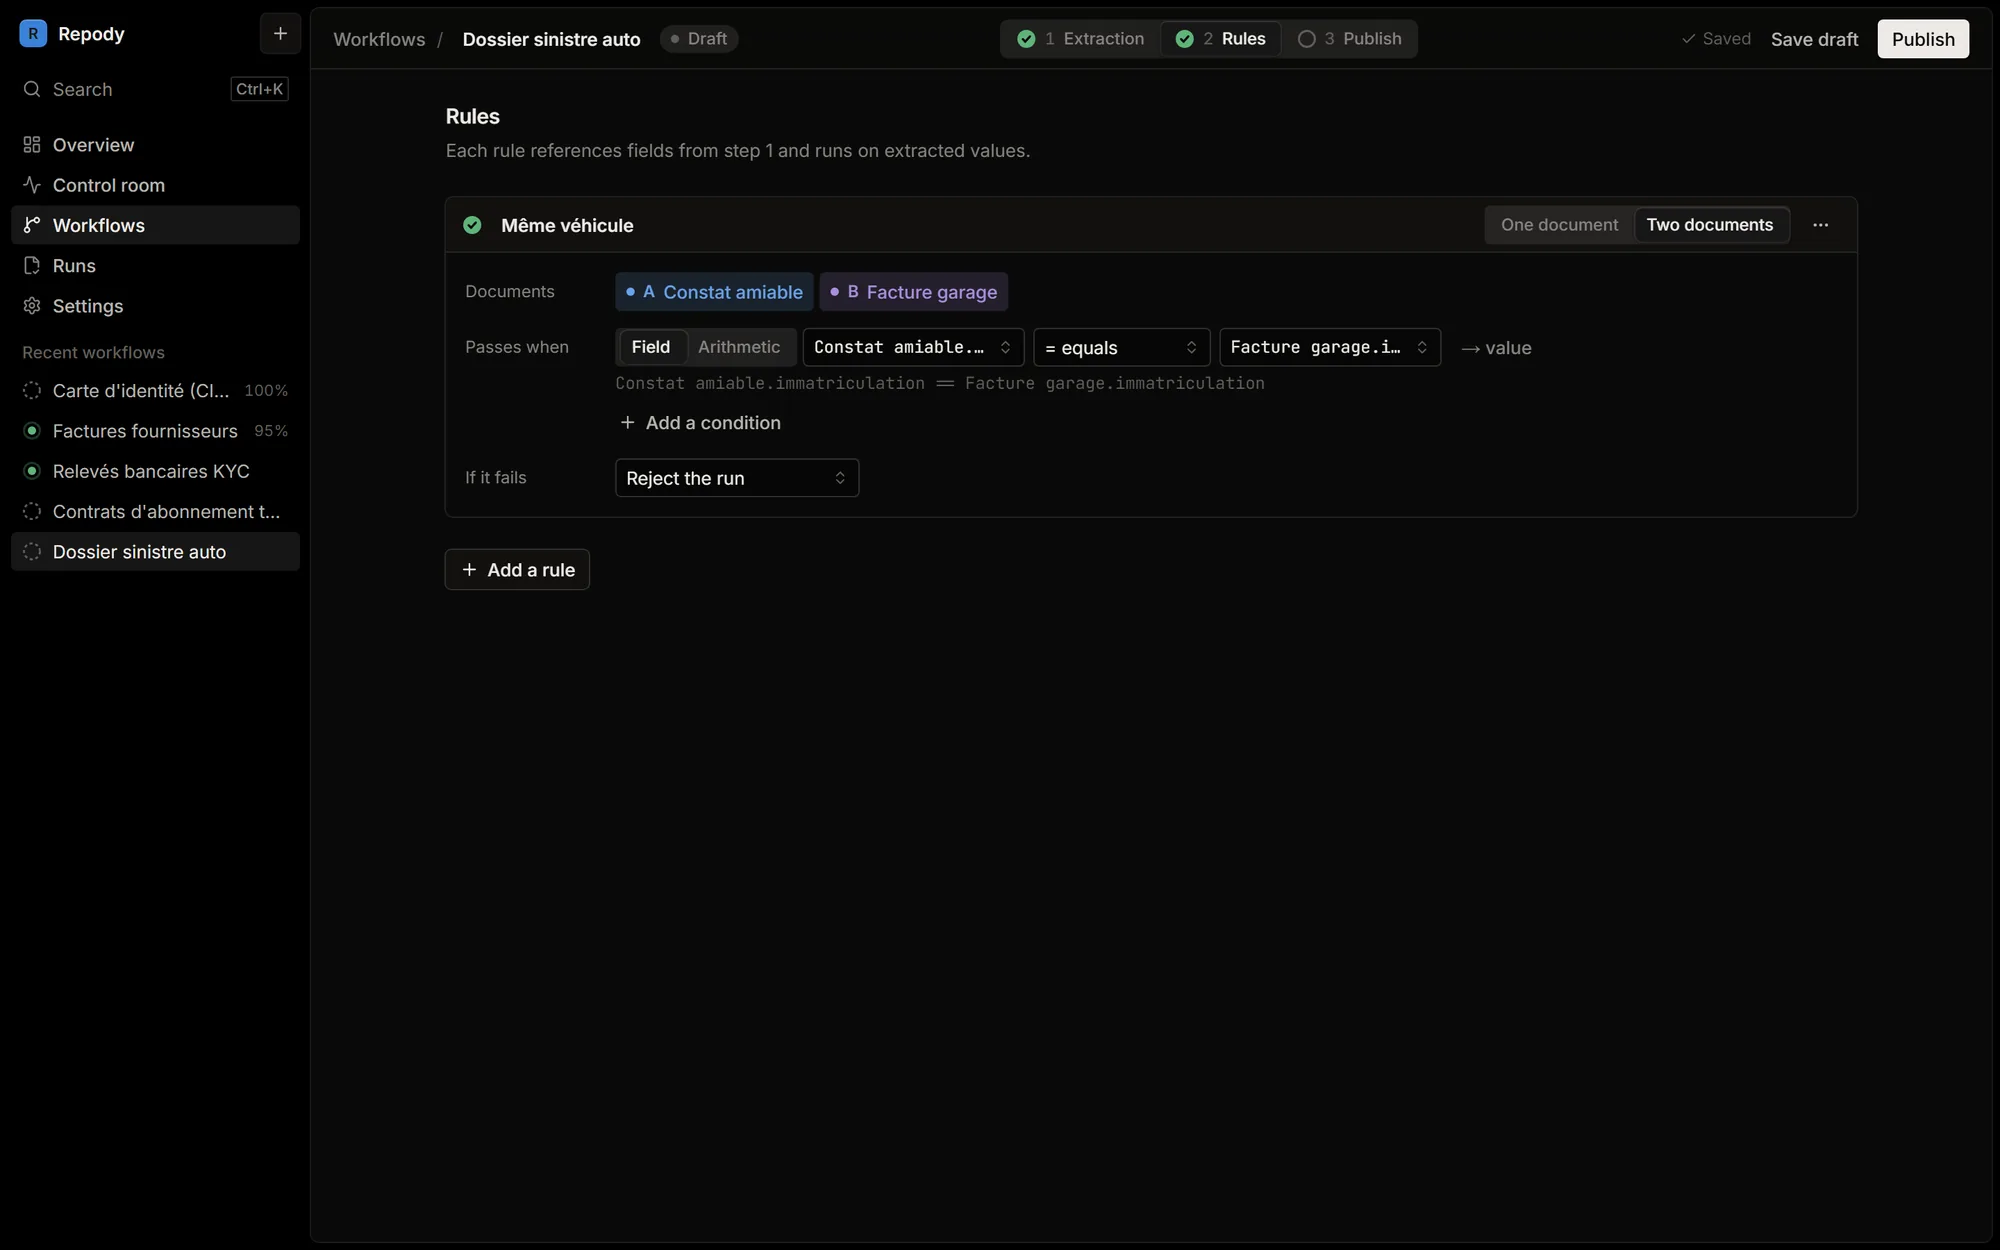 R Repody
Search Ctrl+K
Overview
Control room
Workflows
Runs
Settings
Recent workflows
Carte d'identité (CI... 100%
Factures fournisseurs 95%
Relevés bancaires KYC
Contrats d'abonnement t...
Dossier sinistre auto
Workflows / Dossier sinistre auto Draft
1 Extraction 2 Rules 3 Publish
Saved Save draft Publish
Rules
Each rule references fields from step 1 and runs on extracted values.
Même véhicule One document Two documents ...
Documents A Constat amiable B Facture garage
Passes when Field Arithmetic Constat amiable.… = equals Facture garage.i… → value
Constat amiable.immatriculation == Facture garage.immatriculation
+ Add a condition
If it fails Reject the run
+ Add a rule